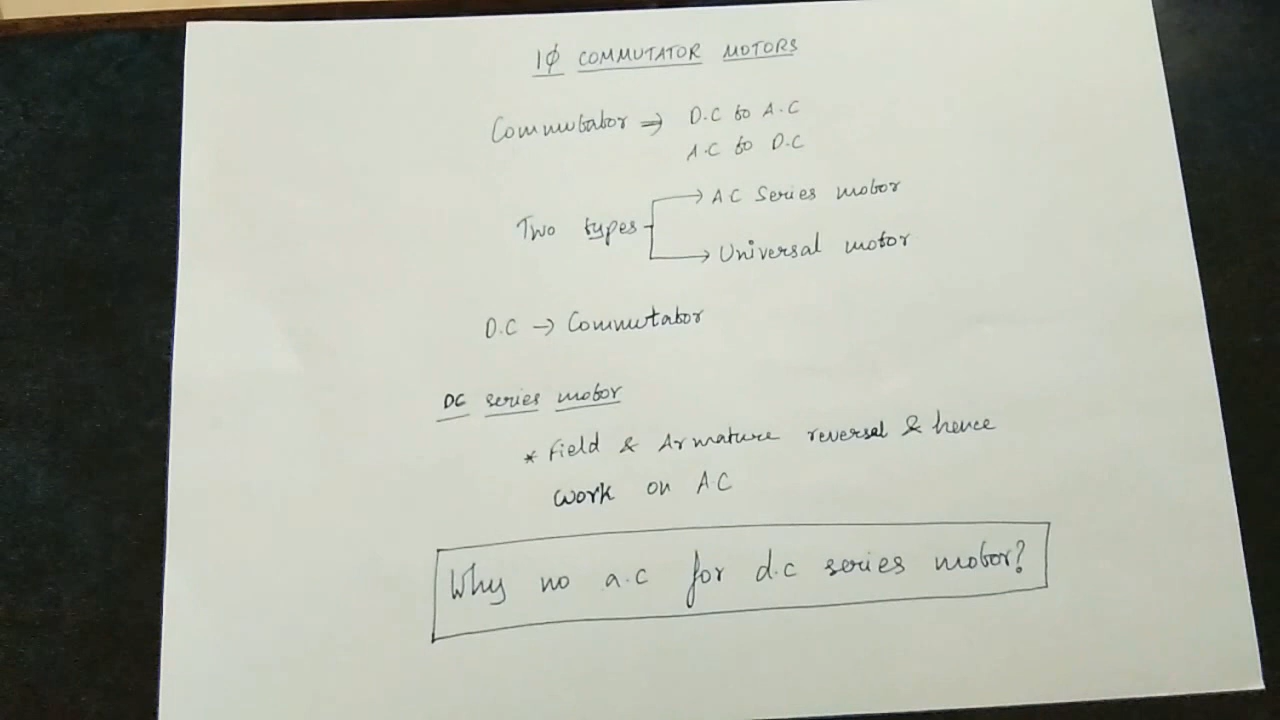 1ϕ COMMUTATOR MOTORS
Commutator ⇒ D.C to A.C
A.C to D.C
Two types → AC Series motor
→ Universal motor
D.C → Commutator
DC series motor
* Field & Armature reversal & hence
work on A.C
Why no a.c for d.c series motor?